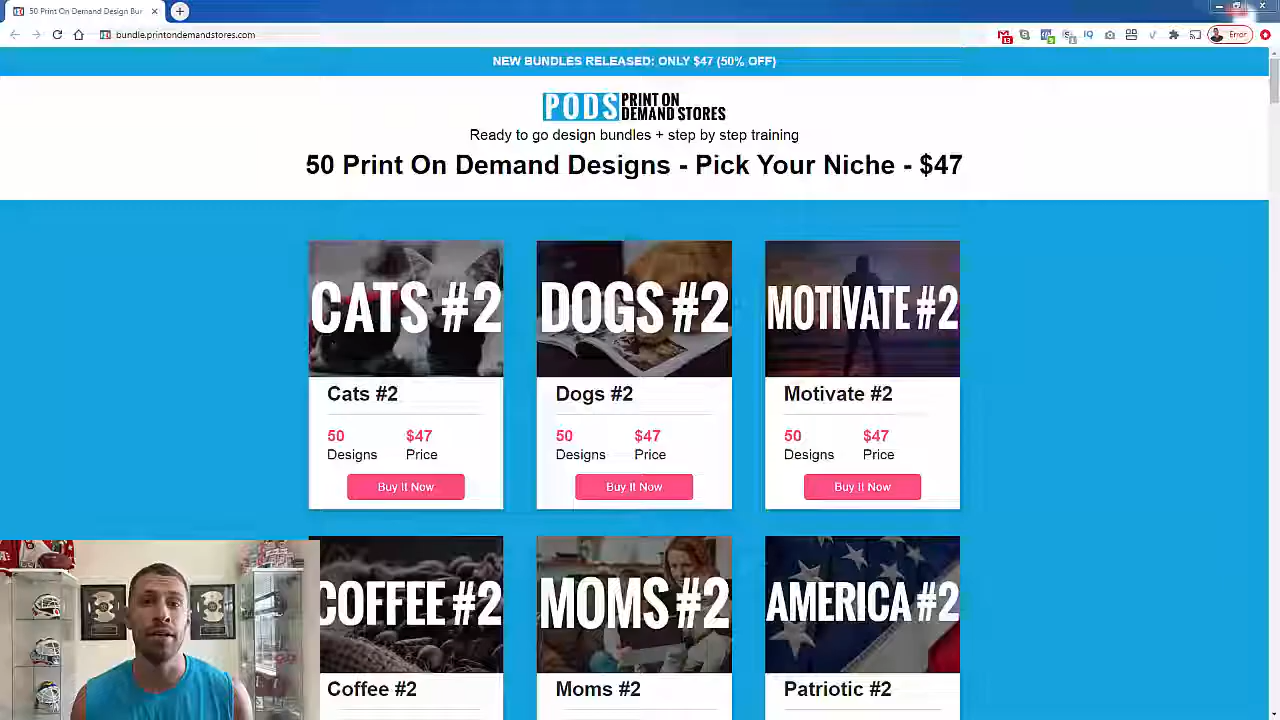 50 Print On Demand Design Bur
bundle.printondemandstores.com
Error
NEW BUNDLES RELEASED: ONLY $47 (50% OFF)
PODS PRINT ON DEMAND STORES
Ready to go design bundles + step by step training
50 Print On Demand Designs - Pick Your Niche - $47
CATS #2
DOGS #2
MOTIVATE #2
Cats #2
Dogs #2
Motivate #2
50 $47
50 $47
50 $47
Designs Price
Designs Price
Designs Price
Buy It Now
Buy It Now
Buy It Now
COFFEE #2
MOMS #2
AMERICA #2
Coffee #2
Moms #2
Patriotic #2